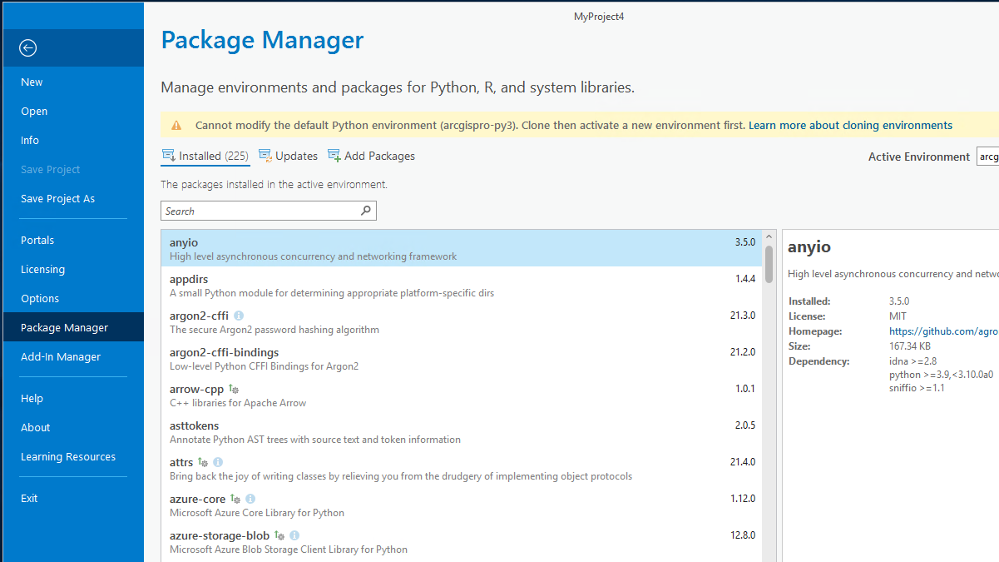 MyProject4
Package Manager
New
Open
Info
Save Project
Save Project As
Portals
Licensing
Options
Package Manager
Add-In Manager
Help
About
Learning Resources
Exit
Manage environments and packages for Python, R, and system libraries.
Cannot modify the default Python environment (arcgispro-py3). Clone then activate a new environment first. Learn more about cloning environments
Installed (225) Updates Add Packages
Active Environment arcg
The packages installed in the active environment.
Search
anyio 3.5.0
High level asynchronous concurrency and networking framework
appdirs 1.4.4
A small Python module for determining appropriate platform-specific dirs
argon2-cffi 21.3.0
The secure Argon2 password hashing algorithm
argon2-cffi-bindings 21.2.0
Low-level Python CFFI Bindings for Argon2
arrow-cpp 1.0.1
C++ libraries for Apache Arrow
asttokens 2.0.5
Annotate Python AST trees with source text and token information
attrs 21.4.0
Bring back the joy of writing classes by relieving you from the drudgery of implementing object protocols
azure-core 1.12.0
Microsoft Azure Core Library for Python
azure-storage-blob 12.8.0
Microsoft Azure Blob Storage Client Library for Python
anyio
High level asynchronous concurrency and netwo
Installed: 3.5.0
License: MIT
Homepage: https://github.com/agro
Size: 167.34 KB
Dependency: idna >=2.8
python >=3.9,<3.10.0a0
sniffio >=1.1